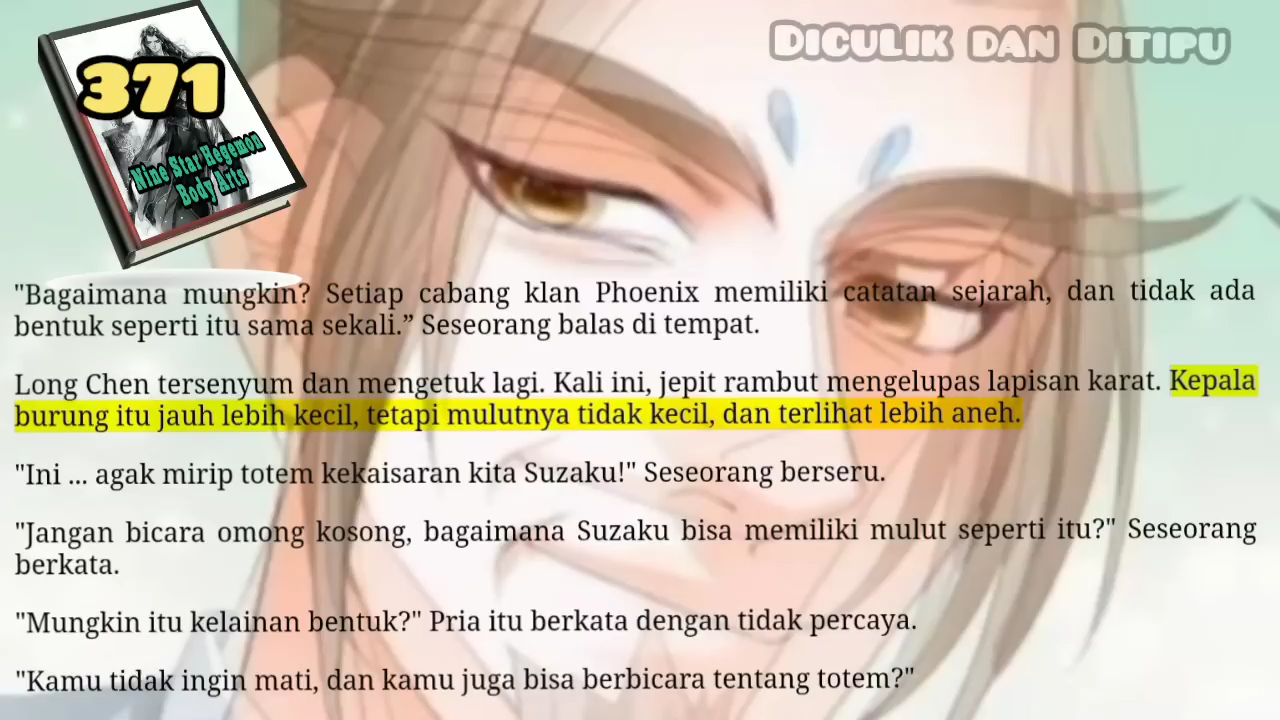 DICULIK DAN DITIPU
371
Nine Star Hegemon
Body Arts
"Bagaimana mungkin? Setiap cabang klan Phoenix memiliki catatan sejarah, dan tidak ada
bentuk seperti itu sama sekali.” Seseorang balas di tempat.
Long Chen tersenyum dan mengetuk lagi. Kali ini, jepit rambut mengelupas lapisan karat. Kepala
burung itu jauh lebih kecil, tetapi mulutnya tidak kecil, dan terlihat lebih aneh.
"Ini ... agak mirip totem kekaisaran kita Suzaku!" Seseorang berseru.
"Jangan bicara omong kosong, bagaimana Suzaku bisa memiliki mulut seperti itu?" Seseorang
berkata.
"Mungkin itu kelainan bentuk?" Pria itu berkata dengan tidak percaya.
"Kamu tidak ingin mati, dan kamu juga bisa berbicara tentang totem?"